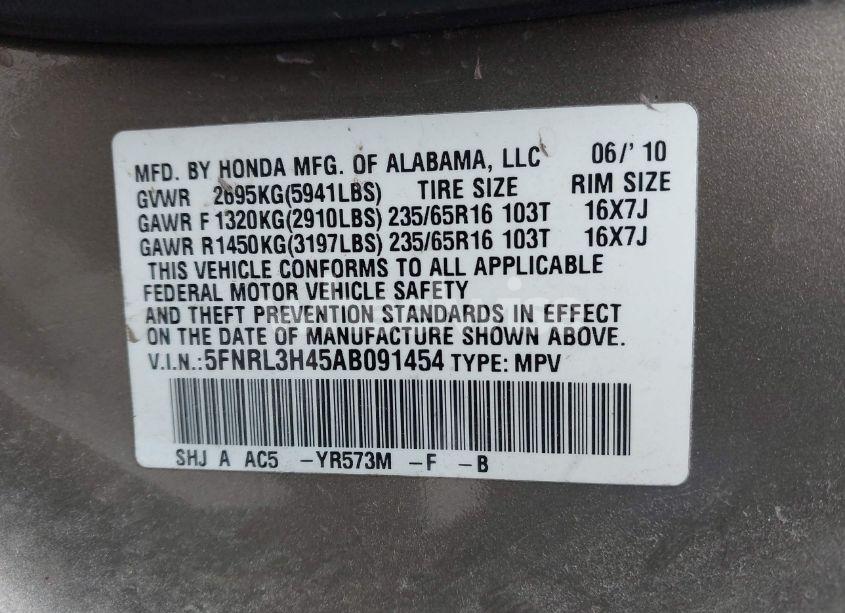 MFD. BY HONDA MFG. OF ALABAMA, LLC 06/' 10
GVWR 2695KG(5941LBS) TIRE SIZE RIM SIZE
GAWR F 1320KG(2910LBS) 235/65R16 103T 16X7J
GAWR R1450KG(3197LBS) 235/65R16 103T 16X7J
THIS VEHICLE CONFORMS TO ALL APPLICABLE
FEDERAL MOTOR VEHICLE SAFETY
AND THEFT PREVENTION STANDARDS IN EFFECT
ON THE DATE OF MANUFACTURE SHOWN ABOVE.
V.I.N.:5FNRL3H45AB091454 TYPE: MPV
SHJ A AC5 -YR573M -F -B